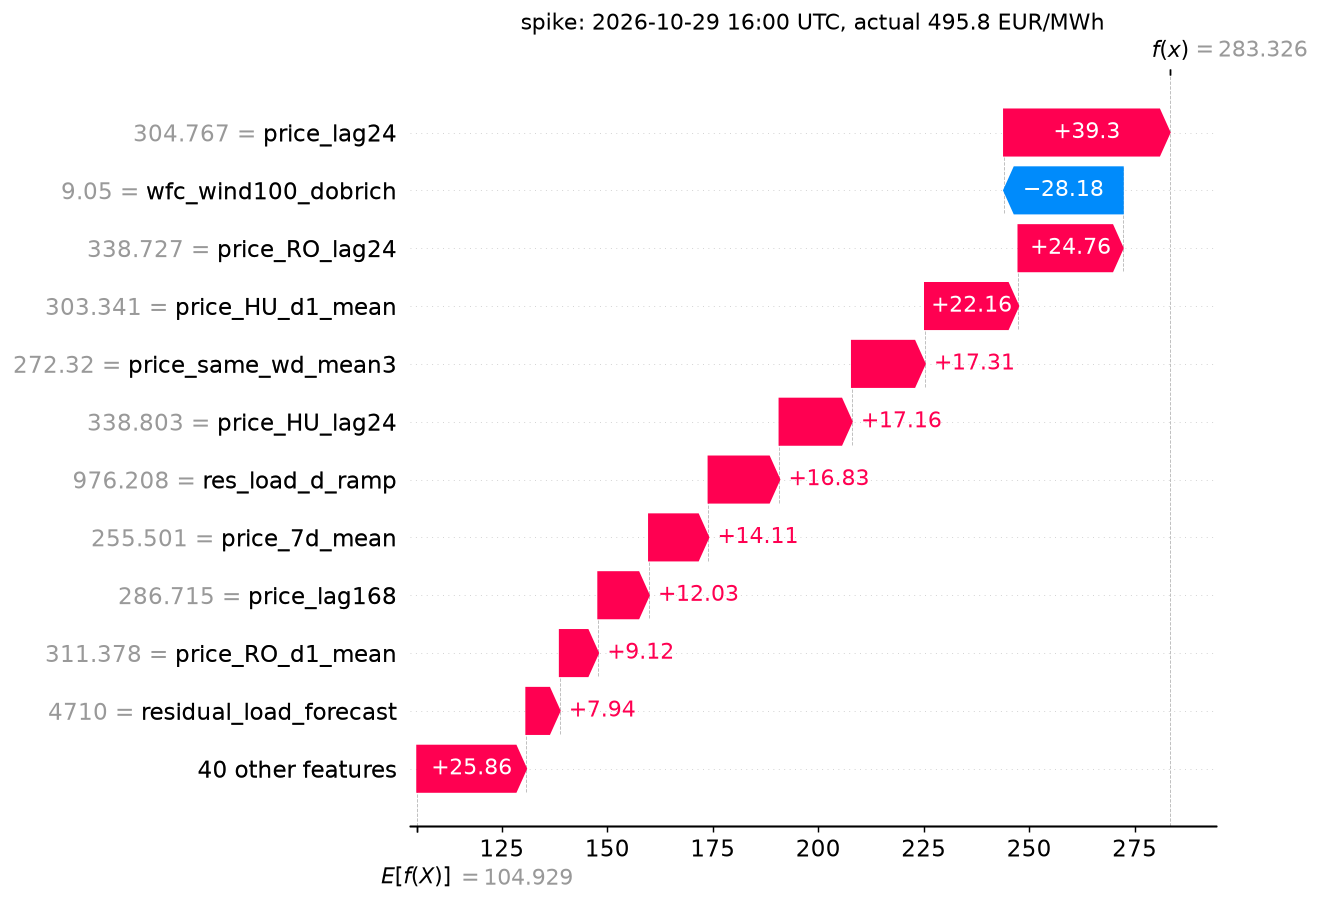 spike: 2026-10-29 16:00 UTC, actual 495.8 EUR/MWh
f(x) = 283.326
304.767 = price_lag24 +39.3
9.05 = wfc_wind100_dobrich −28.18
338.727 = price_RO_lag24 +24.76
303.341 = price_HU_d1_mean +22.16
272.32 = price_same_wd_mean3 +17.31
338.803 = price_HU_lag24 +17.16
976.208 = res_load_d_ramp +16.83
255.501 = price_7d_mean +14.11
286.715 = price_lag168 +12.03
311.378 = price_RO_d1_mean +9.12
4710 = residual_load_forecast +7.94
40 other features +25.86
125 150 175 200 225 250 275
E[f(X)] = 104.929